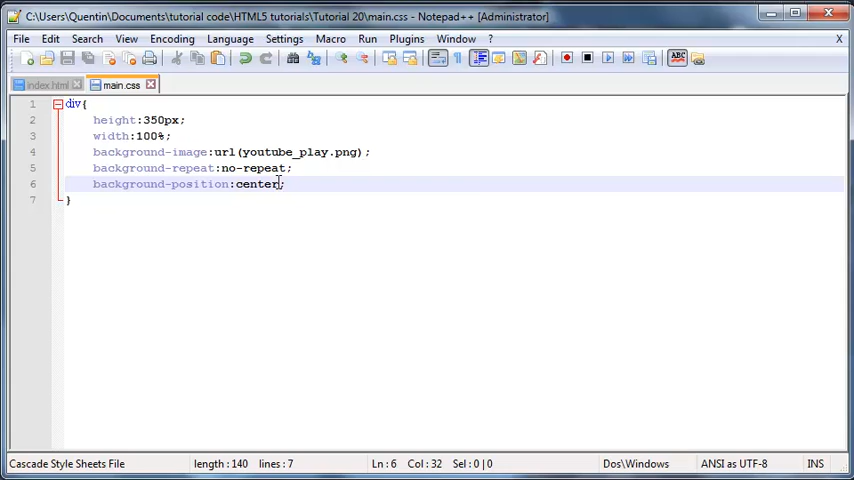 C:\Users\Quentin\Documents\tutorial code\HTML5 tutorials\Tutorial 20\main.css - Notepad++ [Administrator]
File Edit Search View Encoding Language Settings Macro Run Plugins Window ? X
ABC
index.html main.css
1 div{
2 height:350px;
3 width:100%;
4 background-image:url(youtube_play.png);
5 background-repeat:no-repeat;
6 background-position:center;
7 }
Cascade Style Sheets File length:140 lines:7 Ln:6 Col:32 Sel:0|0 Dos\Windows ANSI as UTF-8 INS